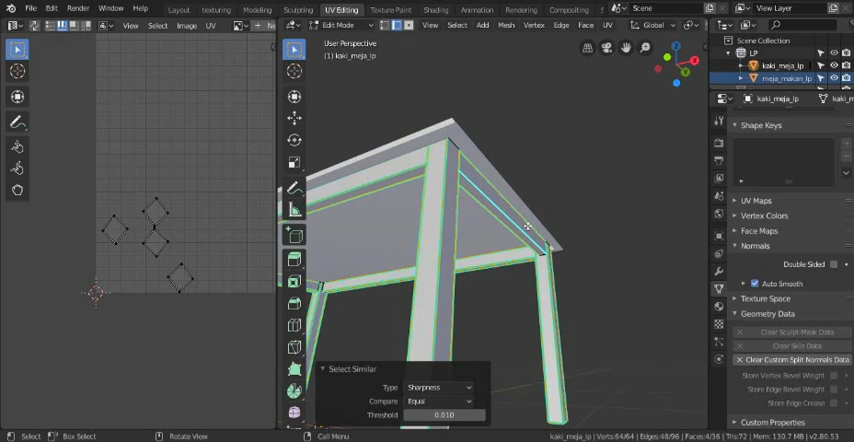 File Edit Render Window Help Layout texturing Modeling Sculpting UV Editing Texture Paint Shading Animation Rendering Compositing Scene View Layer
View Select Image UV Edit Mode View Select Add Mesh Vertex Edge Face UV Global
Scene Collection
LP
kaki_meja_lp
meja_makan_lp
User Perspective
(1) kaki_meja_lp
kaki_meja_lp
Shape Keys
UV Maps
Vertex Colors
Face Maps
Normals
Double Sided
Auto Smooth
Texture Space
Geometry Data
Clear Sculpt-Mask Data
Clear Skin Data
Clear Custom Split Normals Data
Store Vertex Bevel Weight
Store Edge Bevel Weight
Store Edge Crease
Custom Properties
Select Similar
Type Sharpness
Compare Equal
Threshold 0.010
Select Box Select Rotate View Call Menu kaki_meja_lp | Verts:64/64 | Edges:48/96 | Faces:4/36 | Tris:72 | Mem: 130.7 MB | v2.80.53